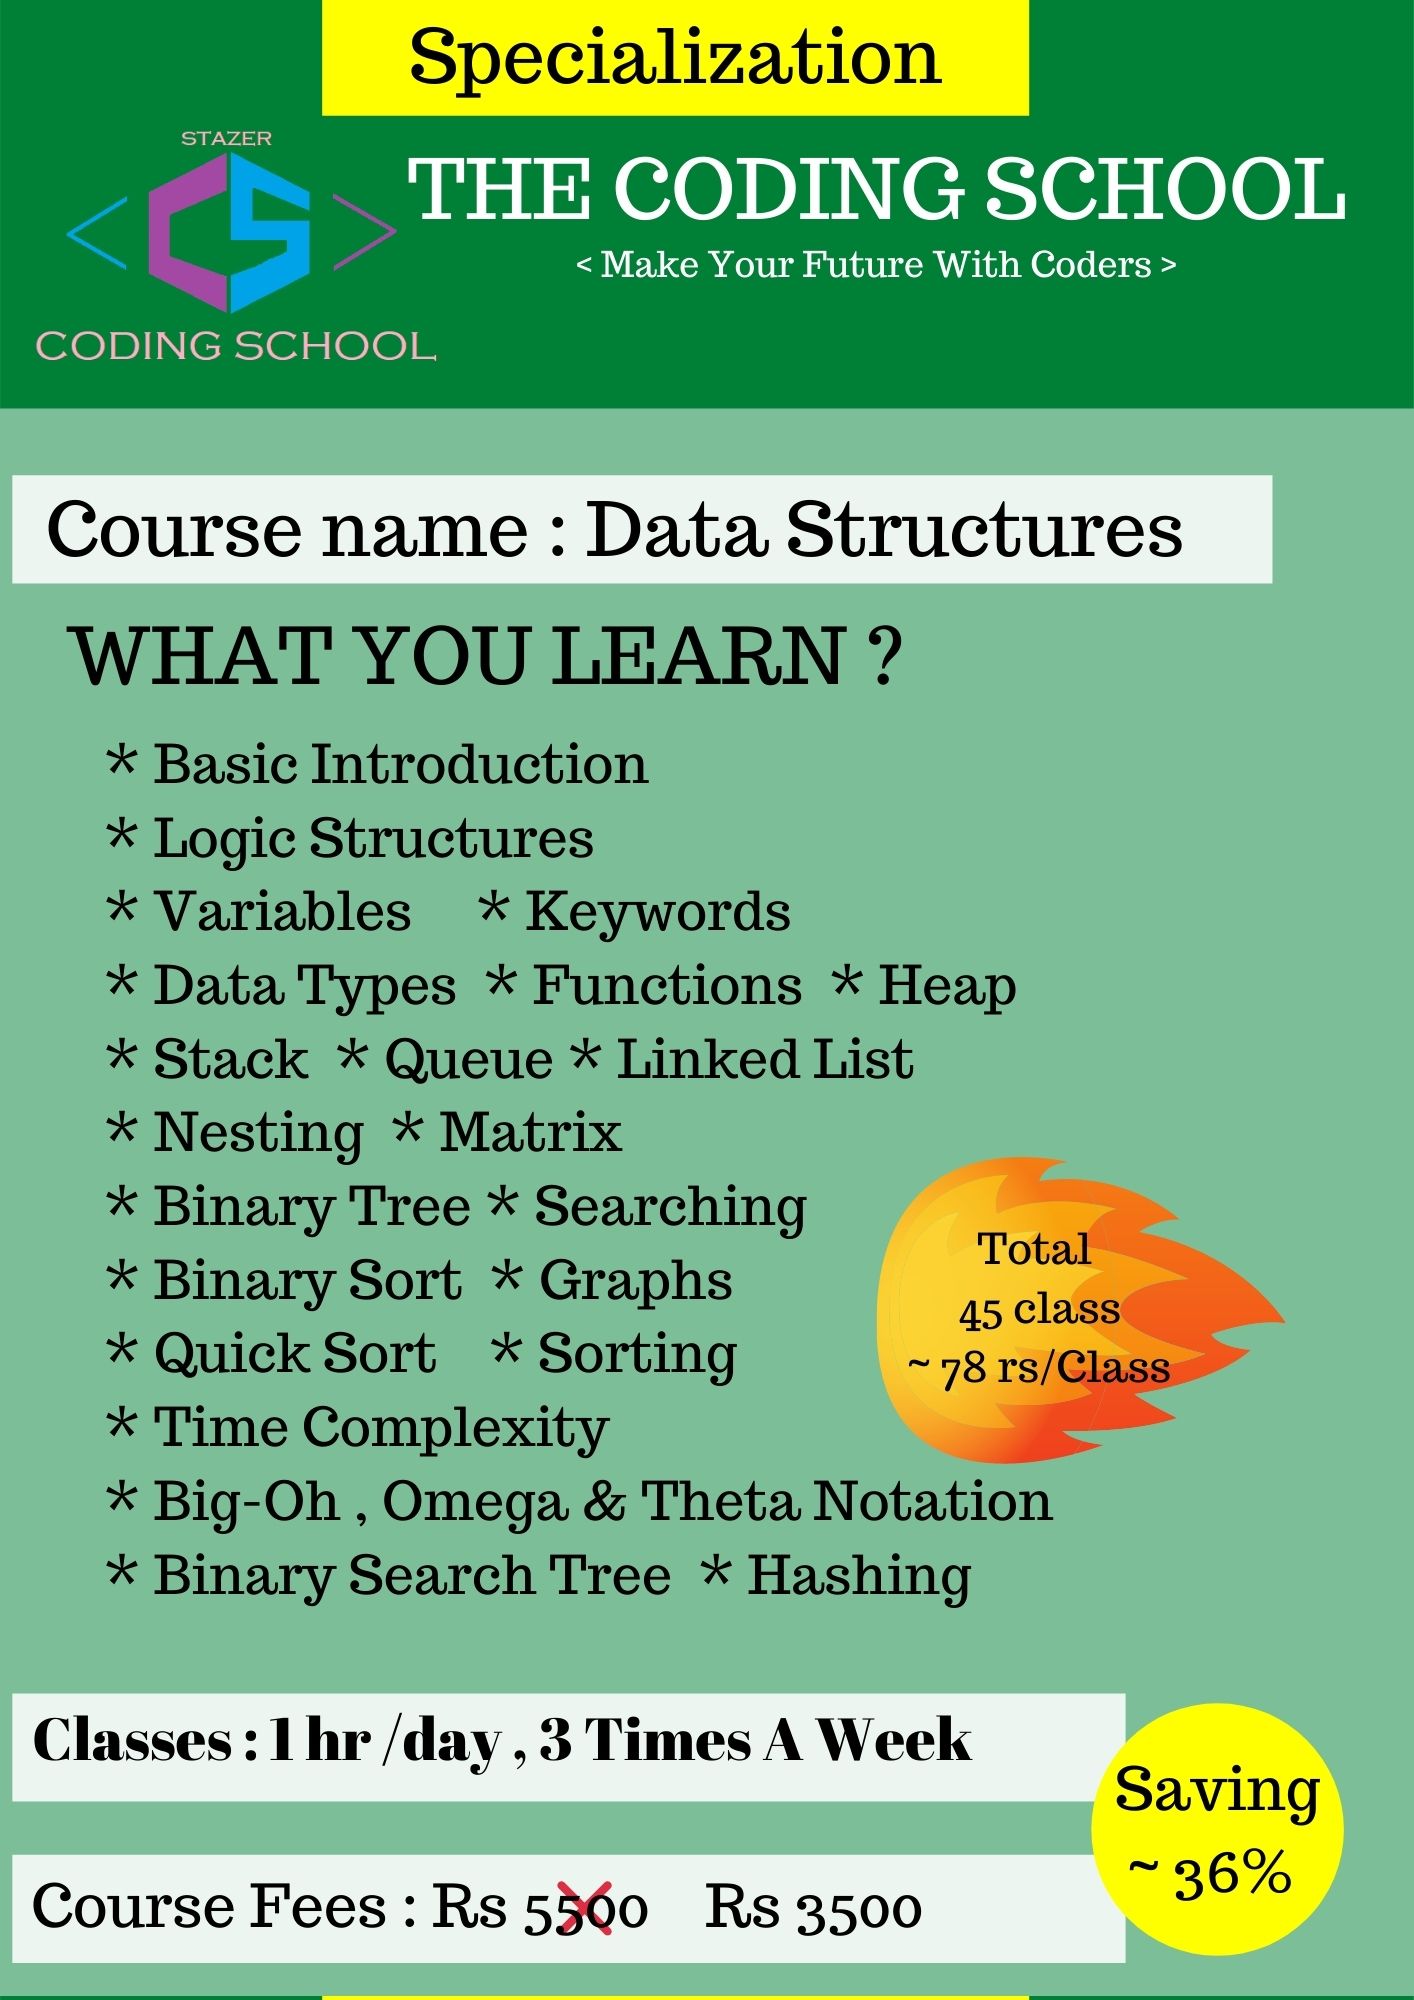 Specialization
STAZER
THE CODING SCHOOL
< Make Your Future With Coders >
CS
CODING SCHOOL
Course name : Data Structures
WHAT YOU LEARN ?
* Basic Introduction
* Logic Structures
* Variables * Keywords
* Data Types * Functions * Heap
* Stack * Queue * Linked List
* Nesting * Matrix
* Binary Tree * Searching
* Binary Sort * Graphs
* Quick Sort * Sorting
* Time Complexity
* Big-Oh , Omega & Theta Notation
* Binary Search Tree * Hashing
Total
45 class
~ 78 rs/Class
Classes : 1 hr /day , 3 Times A Week
Course Fees : Rs 5500 Rs 3500
Saving
~ 36%